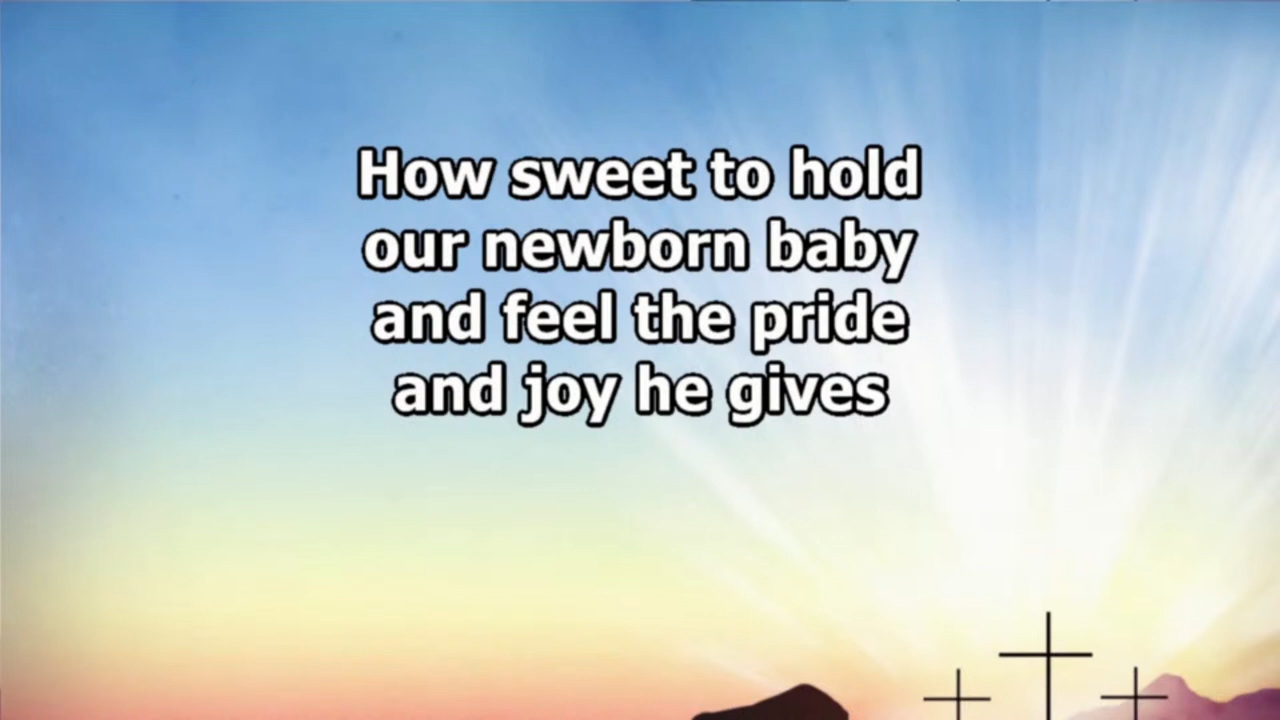 How sweet to hold
our newborn baby
and feel the pride
and joy he gives